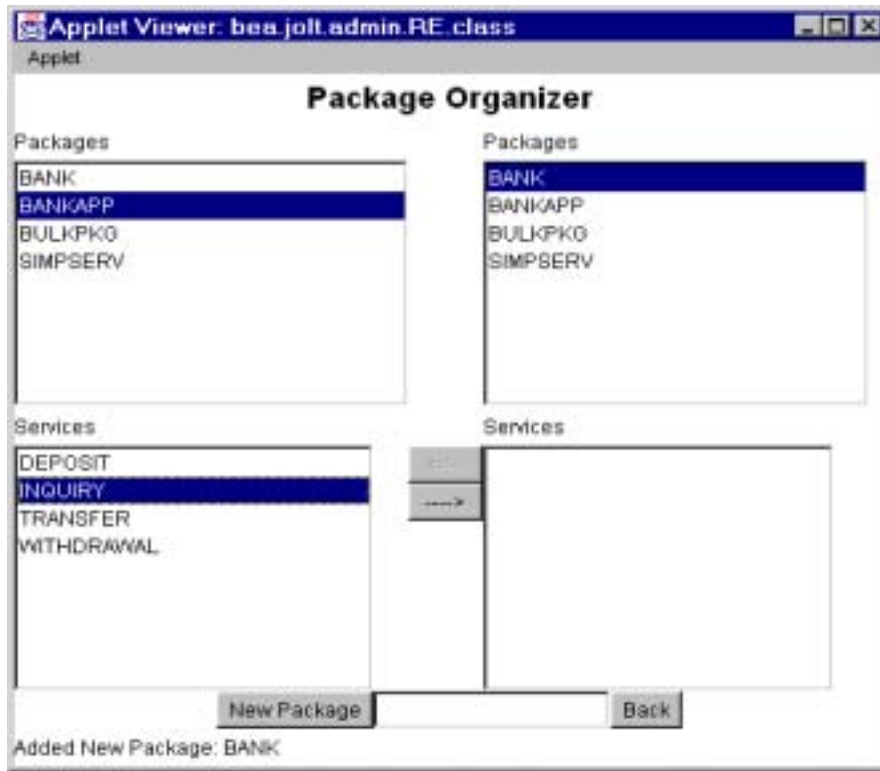 Applet Viewer: bea.jolt.admin.RE.class
Applet
Package Organizer
Packages
BANK
BANKAPP
BULKPKG
SIMPSERV
Packages
BANK
BANKAPP
BULKPKG
SIMPSERV
Services
DEPOSIT
INQUIRY
TRANSFER
WITHDRAWAL
---->
Services
New Package
Back
Added New Package: BANK